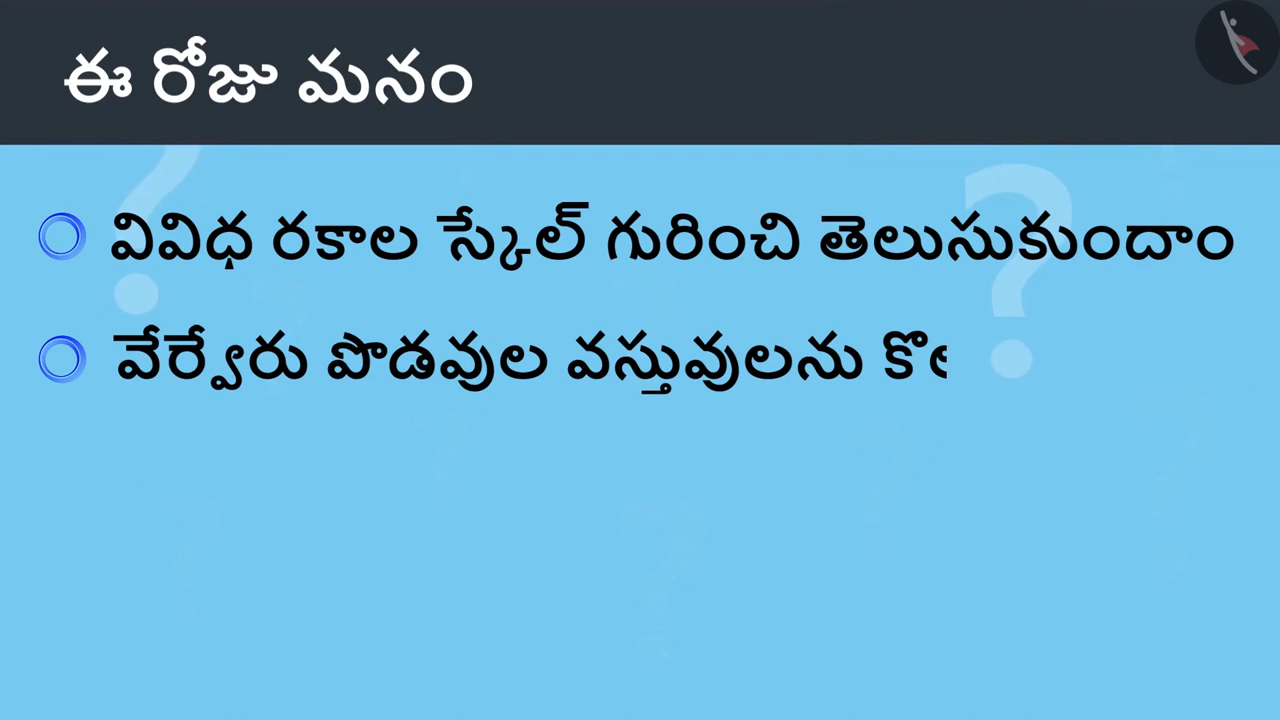 ఈ రోజు మనం
వివిధ రకాల స్కేల్ గురించి తెలుసుకుందాం
వేర్వేరు పొడవుల వస్తువులను